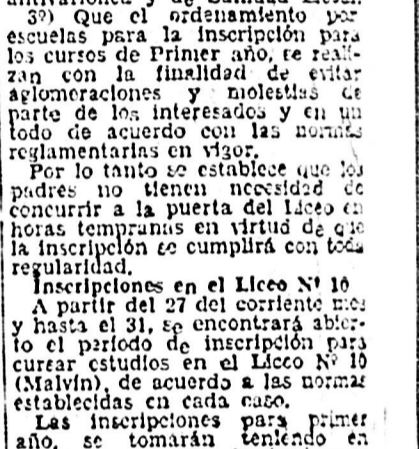 y de Sanidad Escol.
3º) Que el ordenamiento por
escuelas para la inscripción para
los cursos de Primer año, se reali-
zan con la finalidad de evitar
aglomeraciones y molestias de
parte de los interesados y en un
todo de acuerdo con las normas
reglamentarias en vigor.
Por lo tanto se establece que los
padres no tienen necesidad de
concurrir a la puerta del Liceo en
horas tempranas en virtud de que
la inscripción se cumplirá con toda
regularidad.
Inscripciones en el Liceo Nº 10
A partir del 27 del corriente mes
y hasta el 31, se encontrará abier-
to el período de inscripción para
cursar estudios en el Liceo Nº 10
(Malvín), de acuerdo a las normas
establecidas en cada caso.
Las inscripciones para primer
año, se tomarán teniendo en